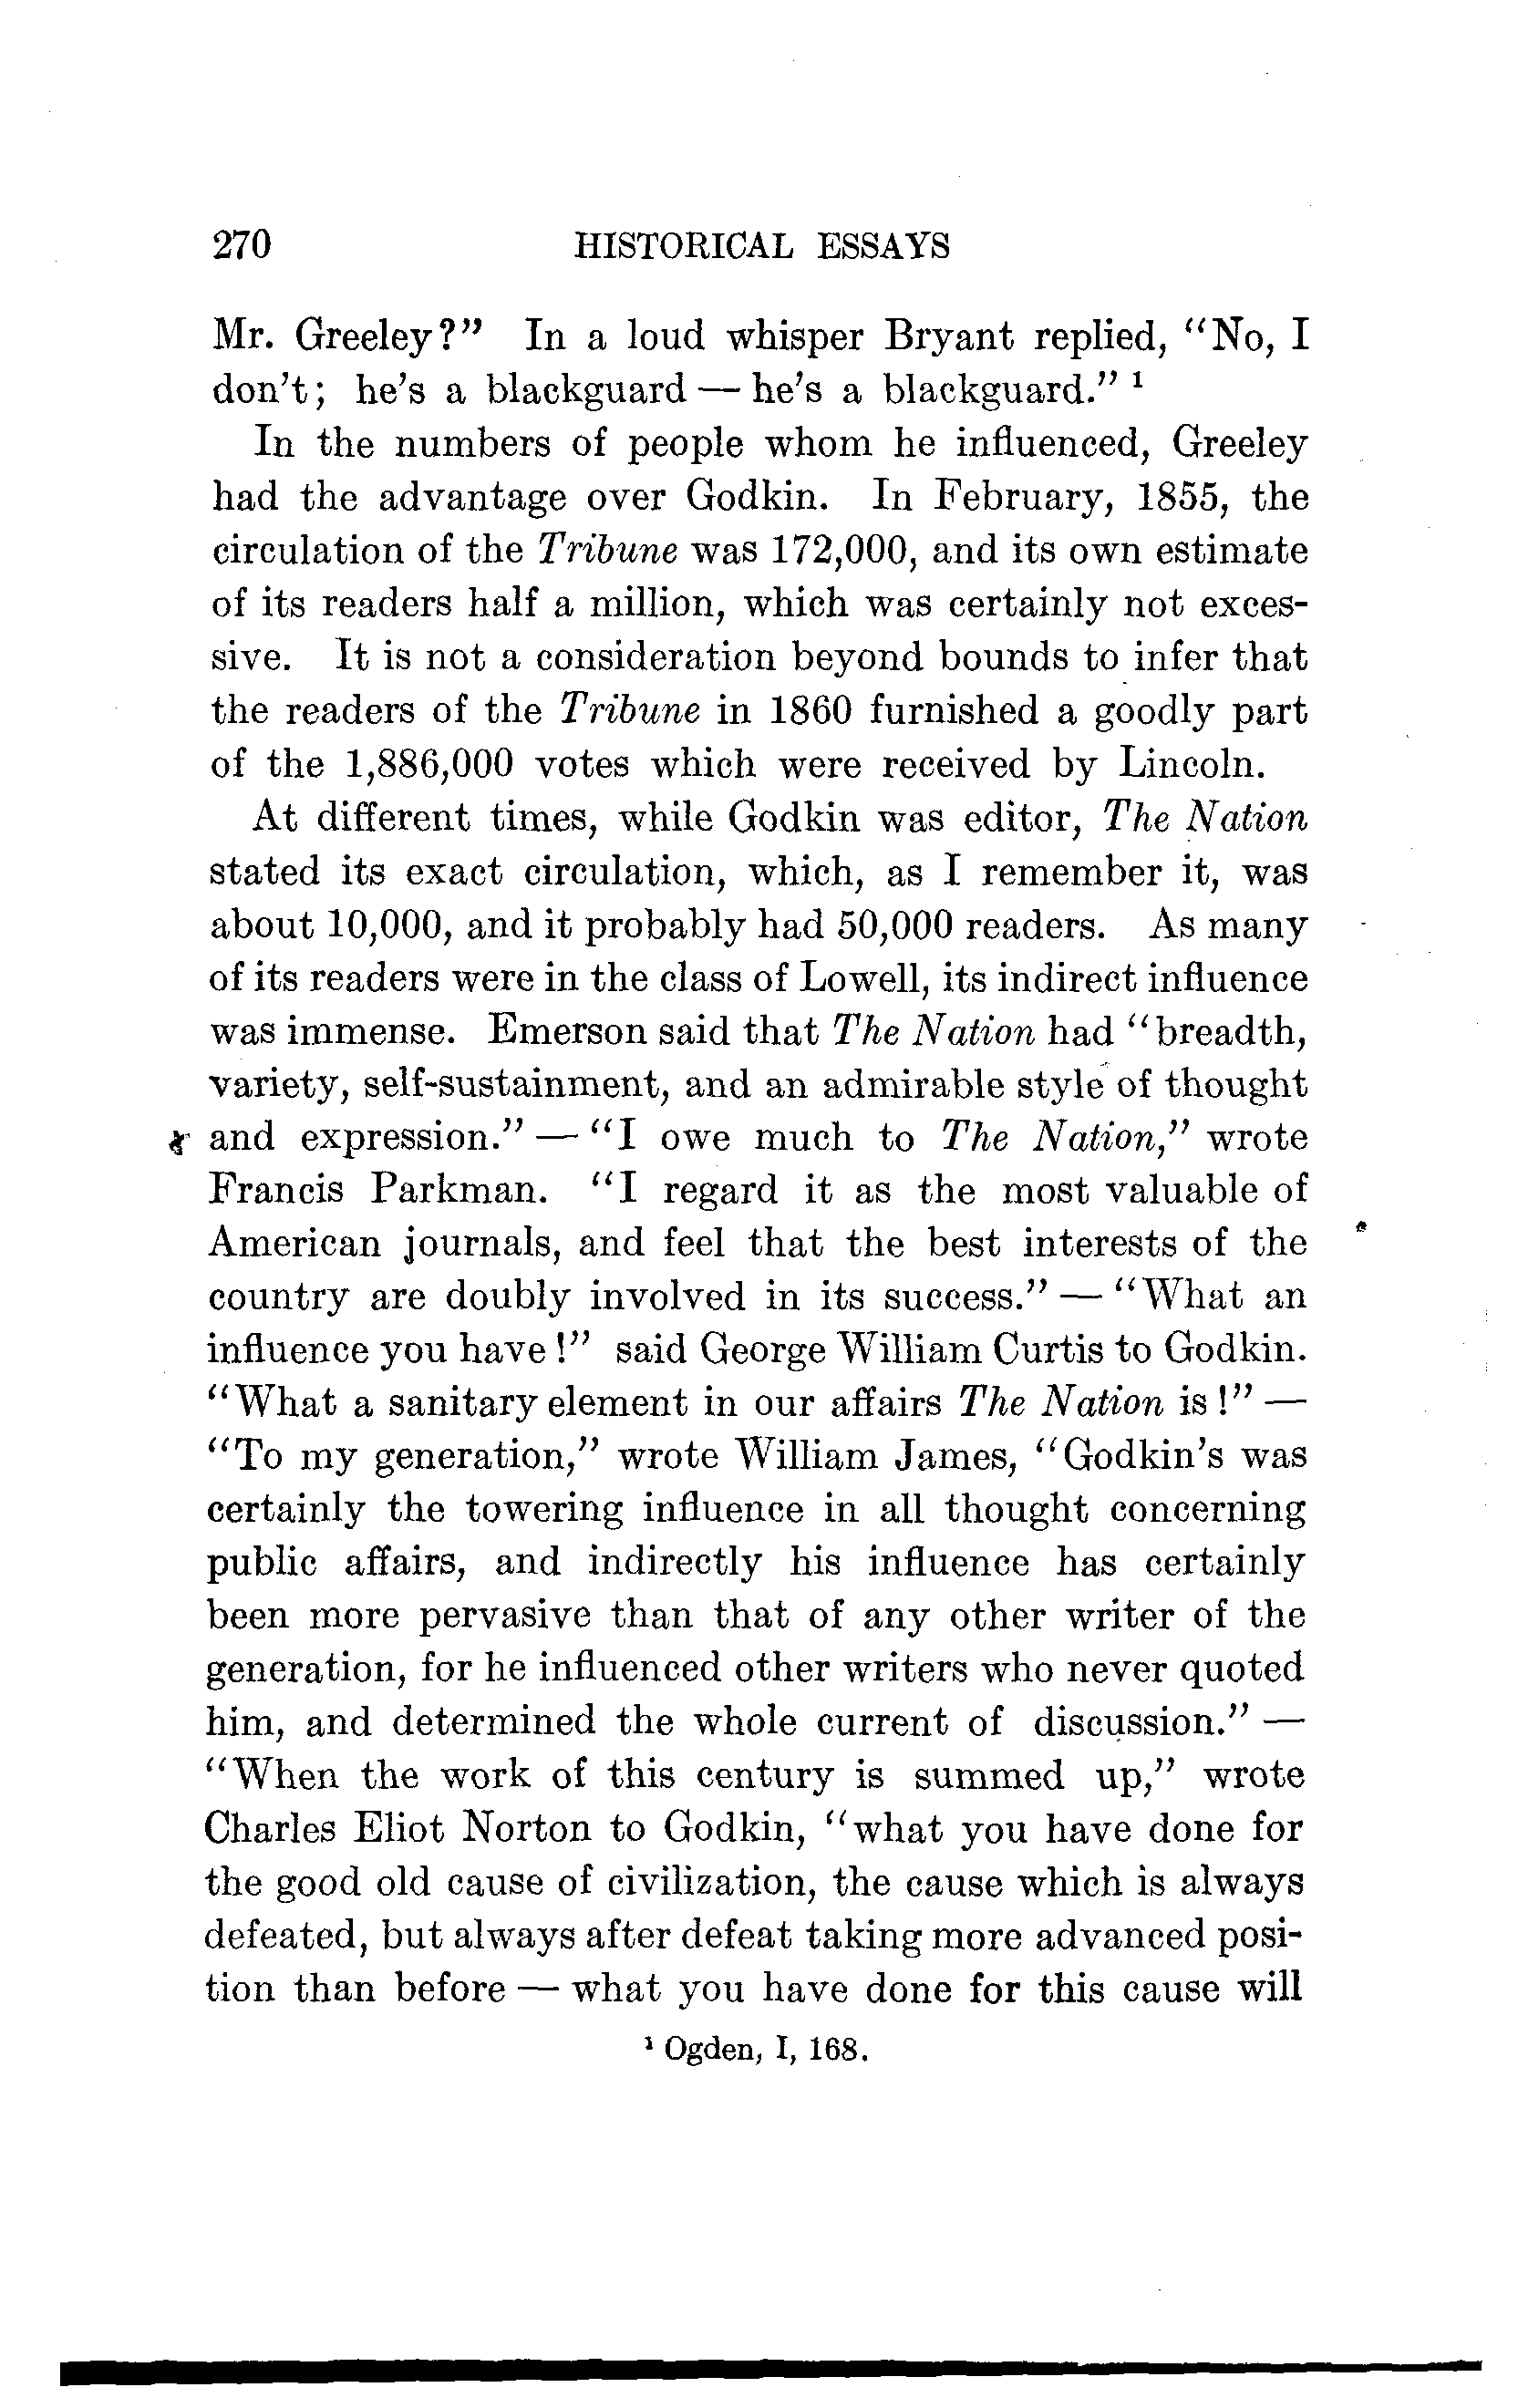 270 HISTORICAL ESSAYS
Mr. Greeley?" In a loud whisper Bryant replied, "No, I
don't; he's a blackguard — he's a blackguard." 1
In the numbers of people whom he influenced, Greeley
had the advantage over Godkin. In February, 1855, the
circulation of the Tribune was 172,000, and its own estimate
of its readers half a million, which was certainly not exces-
sive. It is not a consideration beyond bounds to infer that
the readers of the Tribune in 1860 furnished a goodly part
of the 1,886,000 votes which were received by Lincoln.
At different times, while Godkin was editor, The Nation
stated its exact circulation, which, as I remember it, was
about 10,000, and it probably had 50,000 readers. As many
of its readers were in the class of Lowell, its indirect influence
was immense. Emerson said that The Nation had "breadth,
variety, self-sustainment, and an admirable style of thought
and expression." — "I owe much to The Nation," wrote
Francis Parkman. "I regard it as the most valuable of
American journals, and feel that the best interests of the
country are doubly involved in its success." — "What an
influence you have!" said George William Curtis to Godkin.
"What a sanitary element in our affairs The Nation is!" —
"To my generation," wrote William James, "Godkin's was
certainly the towering influence in all thought concerning
public affairs, and indirectly his influence has certainly
been more pervasive than that of any other writer of the
generation, for he influenced other writers who never quoted
him, and determined the whole current of discussion." —
"When the work of this century is summed up," wrote
Charles Eliot Norton to Godkin, "what you have done for
the good old cause of civilization, the cause which is always
defeated, but always after defeat taking more advanced posi-
tion than before — what you have done for this cause will
1 Ogden, I, 168.